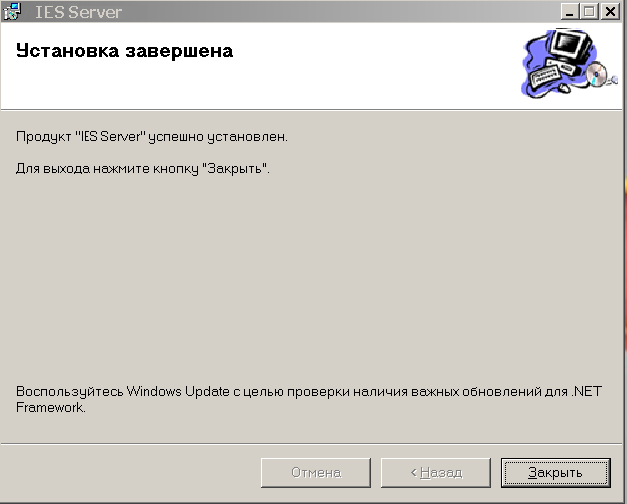 IES Server
Установка завершена
Продукт "IES Server" успешно установлен.
Для выхода нажмите кнопку "Закрыть".
Воспользуйтесь Windows Update с целью проверки наличия важных обновлений для .NET
Framework.
Отмена
< Назад
Закрыть